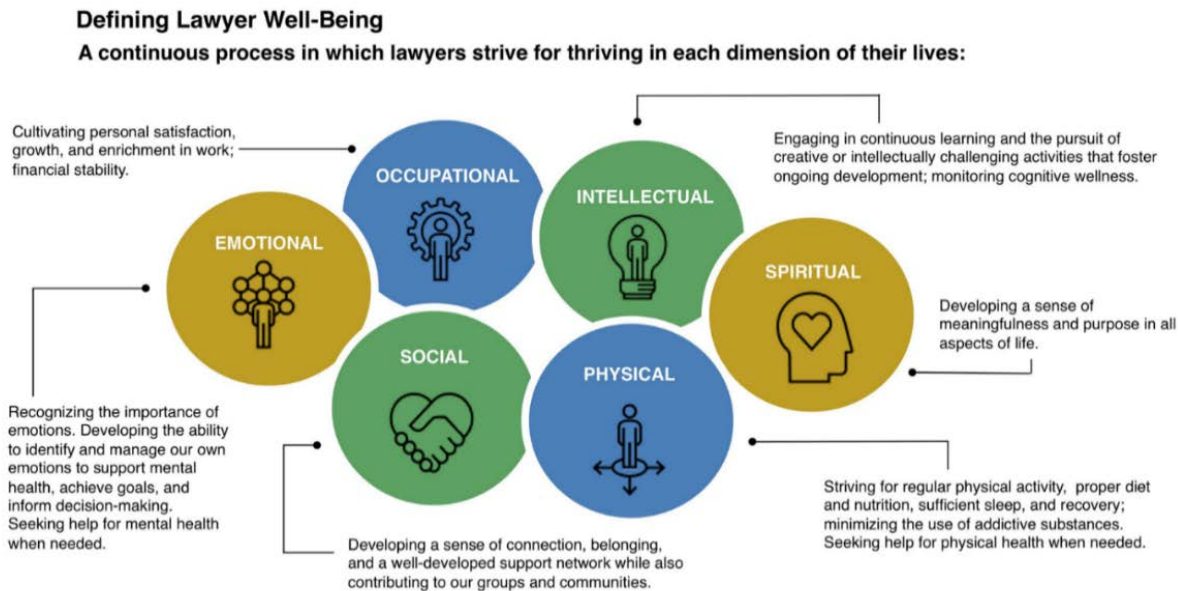 Defining Lawyer Well-Being
A continuous process in which lawyers strive for thriving in each dimension of their lives:
Cultivating personal satisfaction,
growth, and enrichment in work;
financial stability.
OCCUPATIONAL
INTELLECTUAL
Engaging in continuous learning and the pursuit of
creative or intellectually challenging activities that foster
ongoing development; monitoring cognitive wellness.
EMOTIONAL
SPIRITUAL
Developing a sense of
meaningfulness and purpose in all
aspects of life.
SOCIAL
PHYSICAL
Recognizing the importance of
emotions. Developing the ability
to identify and manage our own
emotions to support mental
health, achieve goals, and
inform decision-making.
Seeking help for mental health
when needed.
Developing a sense of connection, belonging,
and a well-developed support network while also
contributing to our groups and communities.
Striving for regular physical activity, proper diet
and nutrition, sufficient sleep, and recovery;
minimizing the use of addictive substances.
Seeking help for physical health when needed.